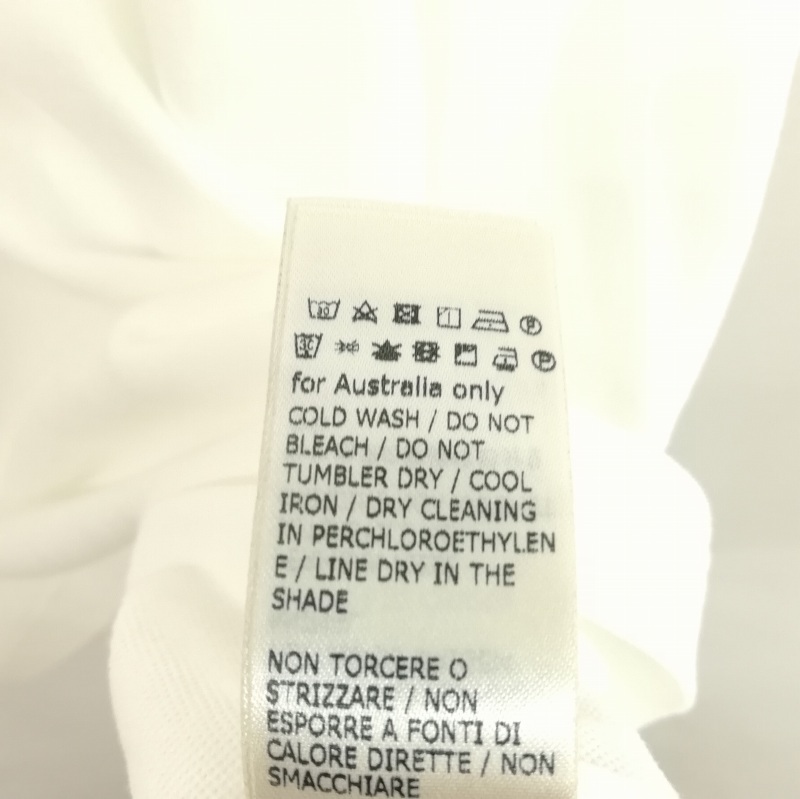 for Australia only
COLD WASH / DO NOT
BLEACH / DO NOT
TUMBLER DRY / COOL
IRON / DRY CLEANING
IN PERCHLOROETHYLEN
E / LINE DRY IN THE
SHADE
NON TORCERE O
STRIZZARE / NON
ESPORRE A FONTI DI
CALORE DIRETTE / NON
SMACCHIARE